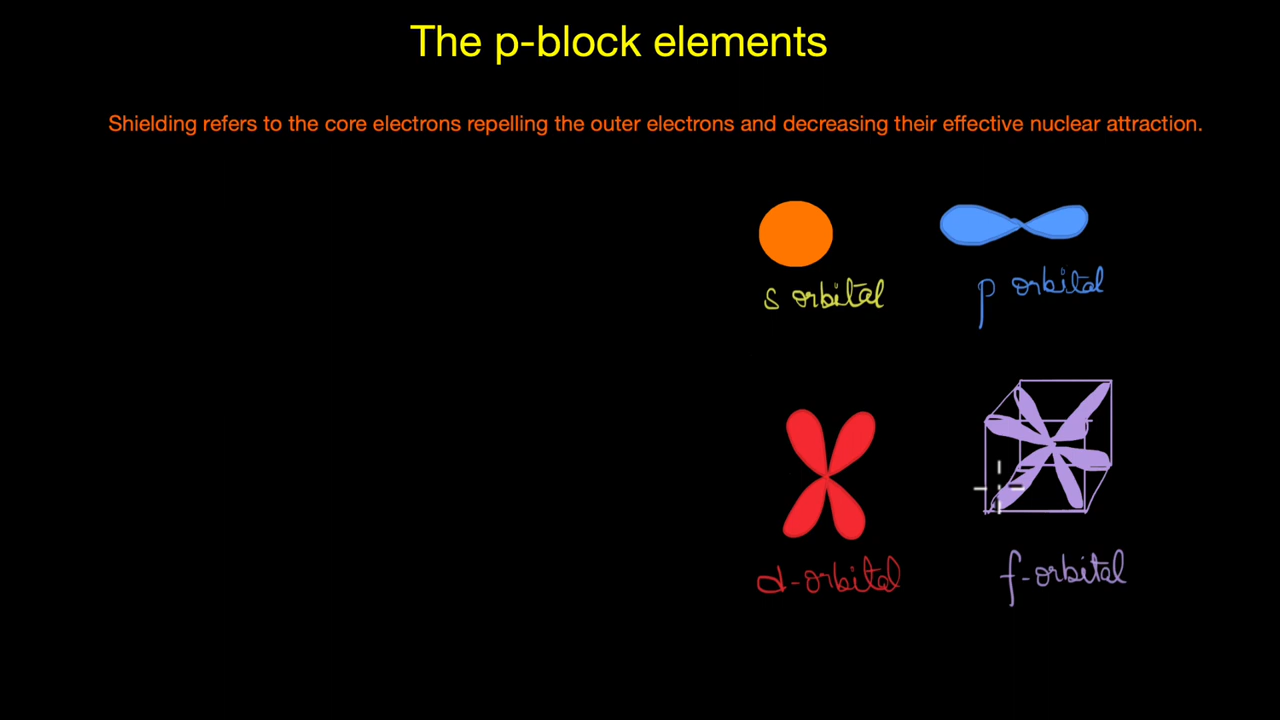 The p-block elements
Shielding refers to the core electrons repelling the outer electrons and decreasing their effective nuclear attraction.
s orbital
p orbital
d-orbital
f-orbital